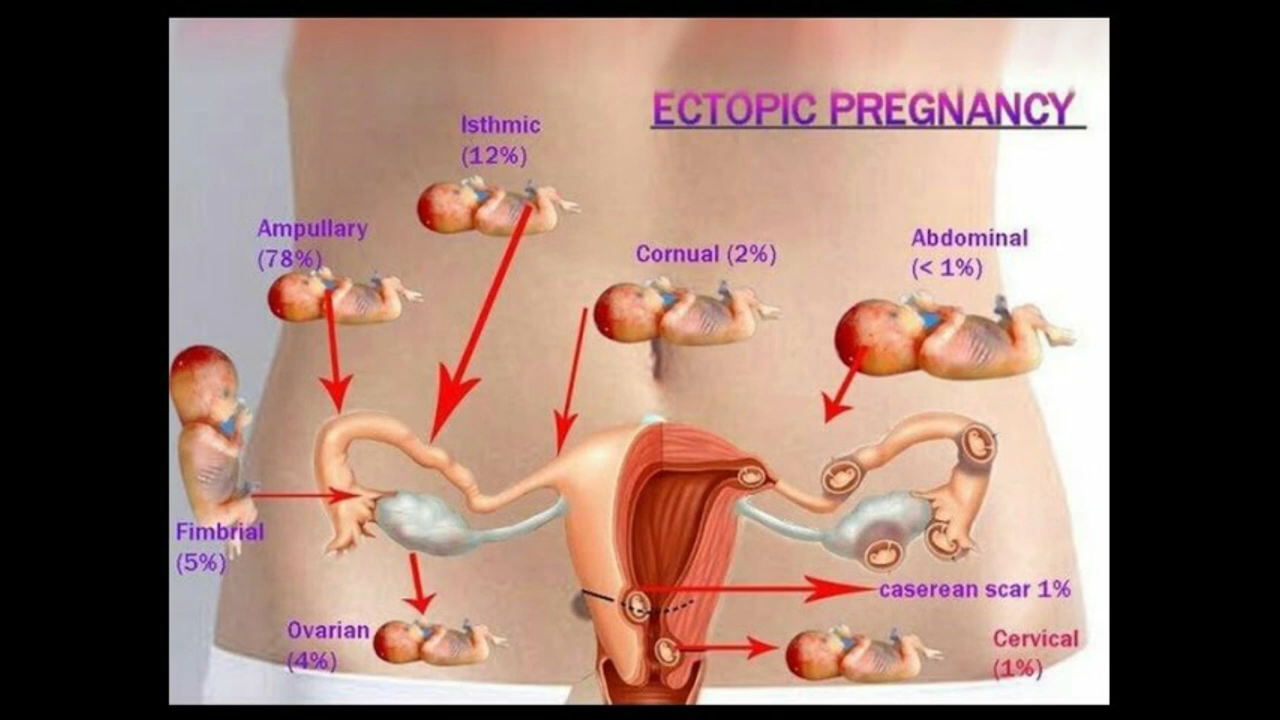 ECTOPIC PREGNANCY
Isthmic
(12%)
Ampullary
(78%)
Cornual (2%)
Abdominal
(< 1%)
Fimbrial
(5%)
caserean scar 1%
Ovarian
(4%)
Cervical
(1%)